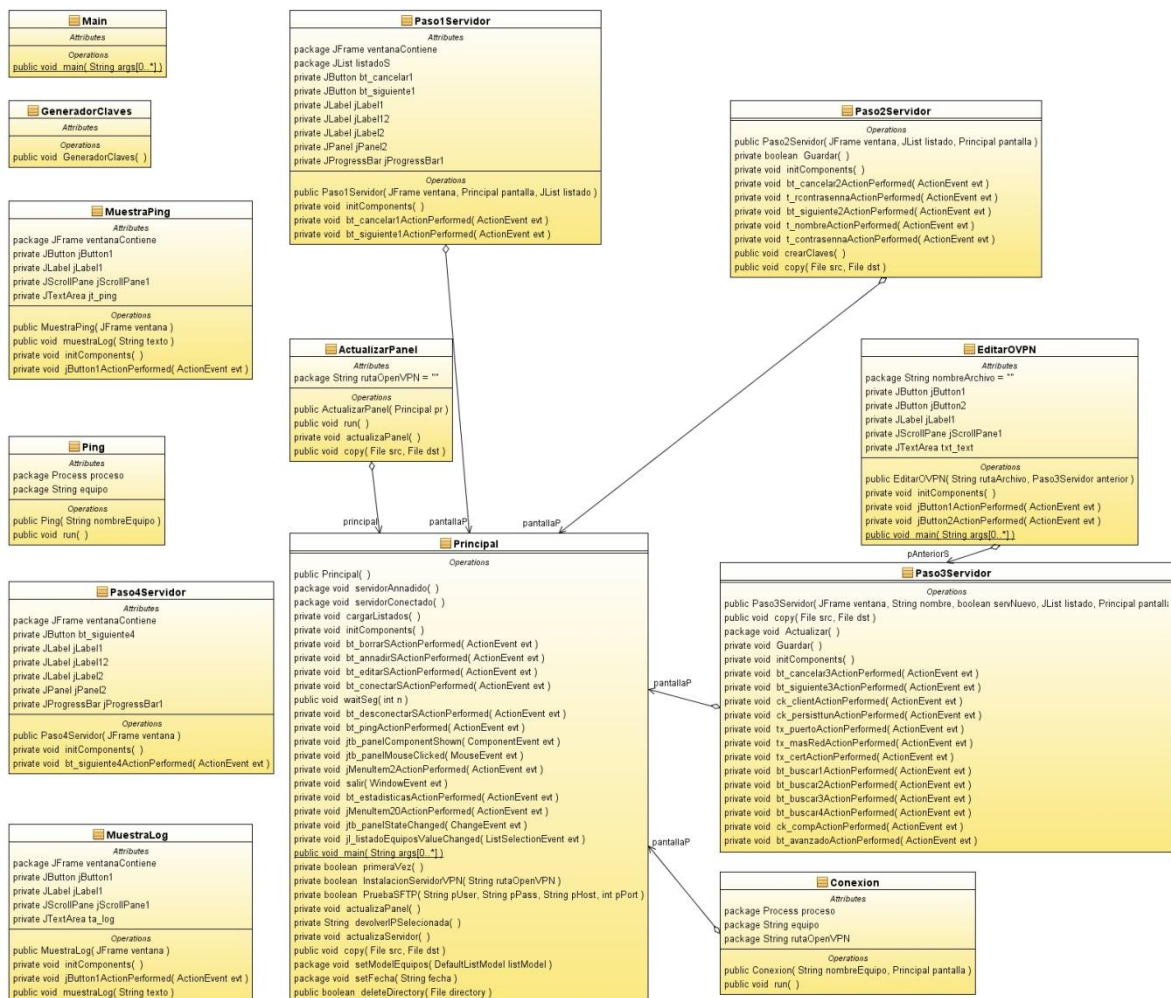 Main
Attributes
Operations
public void main( String args[0..*] )
GeneradorClaves
Attributes
Operations
public void GeneradorClaves( )
MuestraPing
Attributes
package JFrame ventanaContiene
private JButton jButton1
private JLabel jLabel1
private JScrollPane jScrollPane1
private JTextArea jt_ping
Operations
public MuestraPing( JFrame ventana )
public void muestraLog( String texto )
private void initComponents( )
private void jButton1ActionPerformed( ActionEvent evt )
Ping
Attributes
package Process proceso
package String equipo
Operations
public Ping( String nombreEquipo )
public void run( )
Paso4Servidor
Attributes
package JFrame ventanaContiene
private JButton bt_siguiente4
private JLabel jLabel1
private JLabel jLabel12
private JLabel jLabel2
private JPanel jPanel2
private JProgressBar jProgressBar1
Operations
public Paso4Servidor( JFrame ventana )
private void initComponents( )
private void bt_siguiente4ActionPerformed( ActionEvent evt )
MuestraLog
Attributes
package JFrame ventanaContiene
private JButton jButton1
private JLabel jLabel1
private JScrollPane jScrollPane1
private JTextArea ta_log
Operations
public MuestraLog( JFrame ventana )
private void initComponents( )
private void jButton1ActionPerformed( ActionEvent evt )
public void muestraLog( String texto )
Paso1Servidor
Attributes
package JFrame ventanaContiene
package JList listadoS
private JButton bt_cancelar1
private JButton bt_siguiente1
private JLabel jLabel1
private JLabel jLabel12
private JLabel jLabel2
private JPanel jPanel2
private JProgressBar jProgressBar1
Operations
public Paso1Servidor( JFrame ventana, Principal pantalla, JList listado )
private void initComponents( )
private void bt_cancelar1ActionPerformed( ActionEvent evt )
private void bt_siguiente1ActionPerformed( ActionEvent evt )
ActualizarPanel
Attributes
package String rutaOpenVPN = ""
Operations
public ActualizarPanel( Principal pr )
public void run( )
private void actualizaPanel( )
public void copy( File src, File dst )
principal
pantallaP
pantallaP
Principal
Operations
public Principal( )
package void servidorAnnadido( )
package void servidorConectado( )
private void cargarListados( )
private void initComponents( )
private void bt_borrarSActionPerformed( ActionEvent evt )
private void bt_annadirSActionPerformed( ActionEvent evt )
private void bt_editarSActionPerformed( ActionEvent evt )
private void bt_conectarSActionPerformed( ActionEvent evt )
public void waitSeg( int n )
private void bt_desconectarSActionPerformed( ActionEvent evt )
private void bt_pingActionPerformed( ActionEvent evt )
private void jtb_panelComponentShown( ComponentEvent evt )
private void jtb_panelMouseClicked( MouseEvent evt )
private void jMenuItem2ActionPerformed( ActionEvent evt )
private void salir( WindowEvent evt )
private void bt_estadisticasActionPerformed( ActionEvent evt )
private void jMenuItem20ActionPerformed( ActionEvent evt )
private void jtb_panelStateChanged( ChangeEvent evt )
private void jl_listadoEquiposValueChanged( ListSelectionEvent evt )
public void main( String args[0..*] )
private boolean primeraVez( )
private boolean InstalacionServidorVPN( String rutaOpenVPN )
private boolean PruebaSFTP( String pUser, String pPass, String pHost, int pPort )
private void actualizaPanel( )
private String devolverIPSelecionada( )
private void actualizaServidor( )
public void copy( File src, File dst )
package void setModelEquipos( DefaultListModel listModel )
package void setFecha( String fecha )
public boolean deleteDirectory( File directory )
Paso2Servidor
Operations
public Paso2Servidor( JFrame ventana, JList listado, Principal pantalla )
private boolean Guardar( )
private void initComponents( )
private void bt_cancelar2ActionPerformed( ActionEvent evt )
private void t_rcontrasennaActionPerformed( ActionEvent evt )
private void bt_siguiente2ActionPerformed( ActionEvent evt )
private void t_nombreActionPerformed( ActionEvent evt )
private void t_contrasennaActionPerformed( ActionEvent evt )
public void crearClaves( )
public void copy( File src, File dst )
EditarOVPN
Attributes
package String nombreArchivo = ""
private JButton jButton1
private JButton jButton2
private JLabel jLabel1
private JScrollPane jScrollPane1
private JTextArea txt_text
Operations
public EditarOVPN( String rutaArchivo, Paso3Servidor anterior )
private void initComponents( )
private void jButton1ActionPerformed( ActionEvent evt )
private void jButton2ActionPerformed( ActionEvent evt )
public void main( String args[0..*] )
pAnteriorS
Paso3Servidor
Operations
public Paso3Servidor( JFrame ventana, String nombre, boolean servNuevo, JList listado, Principal pantalla
public void copy( File src, File dst )
package void Actualizar( )
private void Guardar( )
private void initComponents( )
private void bt_cancelar3ActionPerformed( ActionEvent evt )
private void bt_siguiente3ActionPerformed( ActionEvent evt )
private void ck_clientActionPerformed( ActionEvent evt )
private void ck_persisttunActionPerformed( ActionEvent evt )
private void tx_puertoActionPerformed( ActionEvent evt )
private void tx_masRedActionPerformed( ActionEvent evt )
private void tx_certActionPerformed( ActionEvent evt )
private void bt_buscar1ActionPerformed( ActionEvent evt )
private void bt_buscar2ActionPerformed( ActionEvent evt )
private void bt_buscar3ActionPerformed( ActionEvent evt )
private void bt_buscar4ActionPerformed( ActionEvent evt )
private void ck_compActionPerformed( ActionEvent evt )
private void bt_avanzadoActionPerformed( ActionEvent evt )
pantallaP
pantallaP
Conexion
Attributes
package Process proceso
package String equipo
package String rutaOpenVPN
Operations
public Conexion( String nombreEquipo, Principal pantalla )
public void run( )